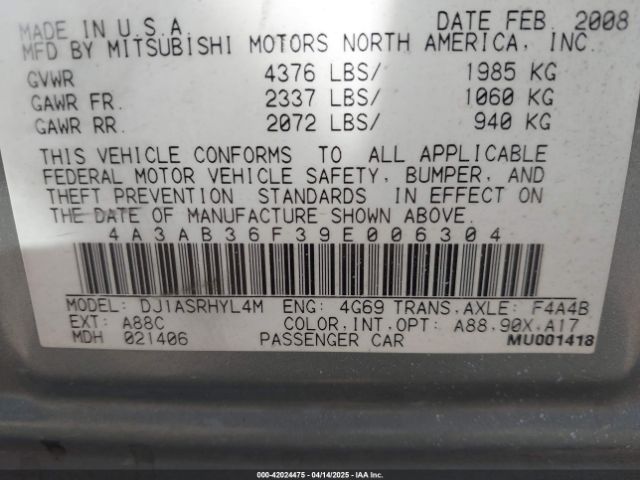 MADE IN U.S.A DATE FEB. 2008
MFD BY MITSUBISHI MOTORS NORTH AMERICA, INC.
GVWR 4376 LBS/ 1985 KG
GAWR FR. 2337 LBS/ 1060 KG
GAWR RR. 2072 LBS/ 940 KG
THIS VEHICLE CONFORMS TO ALL APPLICABLE
FEDERAL MOTOR VEHICLE SAFETY, BUMPER, AND
THEFT PREVENTION STANDARDS IN EFFECT ON
THE DATE OF MANUFACTURE SHOWN ABOVE.
4A3AB36F39E006304
MODEL: DJ1ASRHYL4M ENG: 4G69 TRANS,AXLE: F4A4B
EXT: A88C COLOR,INT,OPT: A88,90X,A17
MDH 021406 PASSENGER CAR MU001418
000-42024475 - 04/14/2025 - IAA Inc.